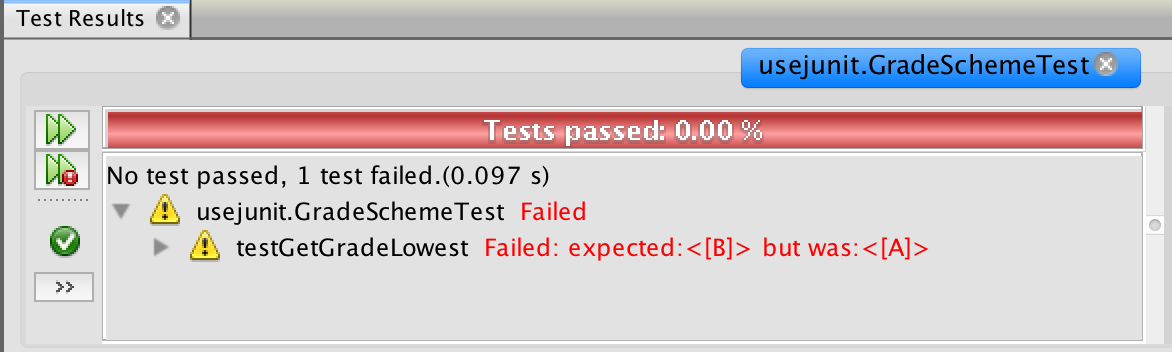 Test Results
usejunit.GradeSchemeTest
Tests passed: 0.00 %
No test passed, 1 test failed.(0.097 s)
usejunit.GradeSchemeTest Failed
testGetGradeLowest Failed: expected:<[B]> but was:<[A]>
>>